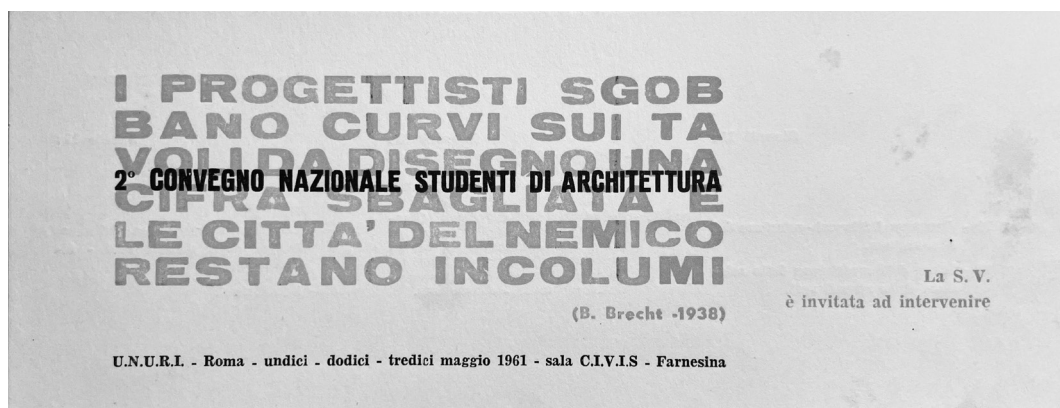 I PROGETTISTI SGOB
BANO CURVI SUI TA
VOLI DA DISEGNO UNA
2° CONVEGNO NAZIONALE STUDENTI DI ARCHITETTURA
CIFRA SBAGLIATA E
LE CITTA' DEL NEMICO
RESTANO INCOLUMI
(B. Brecht -1938)
La S. V.
è invitata ad intervenire
U.N.U.R.I. - Roma - undici - dodici - tredici maggio 1961 - sala C.I.V.I.S - Farnesina